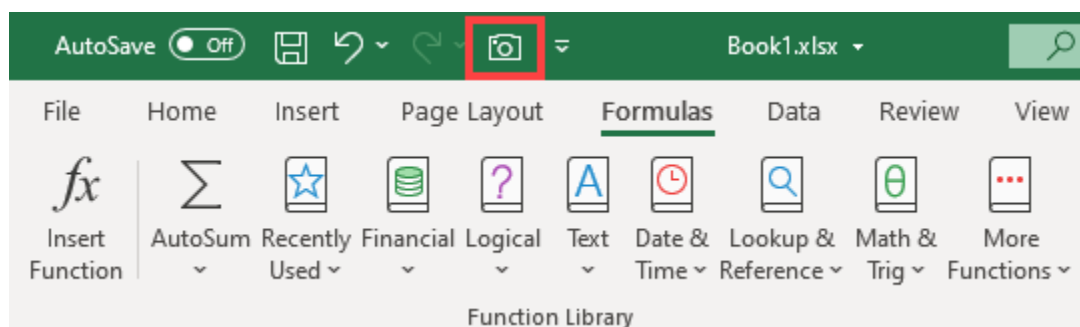 AutoSave Off Book1.xlsx
File Home Insert Page Layout Formulas Data Review View
fx Σ ? A θ
Insert AutoSum Recently Financial Logical Text Date & Lookup & Math & More
Function Used Time Reference Trig Functions
Function Library